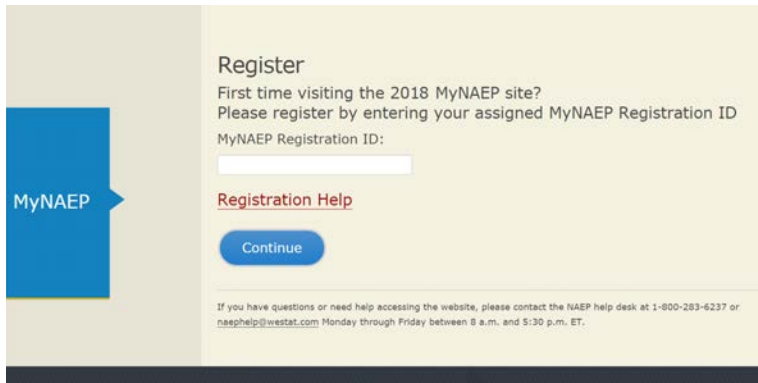 Register
First time visiting the 2018 MyNAEP site?
Please register by entering your assigned MyNAEP Registration ID
MyNAEP Registration ID:
MyNAEP
Registration Help
Continue
If you have questions or need help accessing the website, please contact the NAEP help desk at 1-800-283-6237 or
naephelp@westat.com Monday through Friday between 8 a.m. and 5:30 p.m. ET.